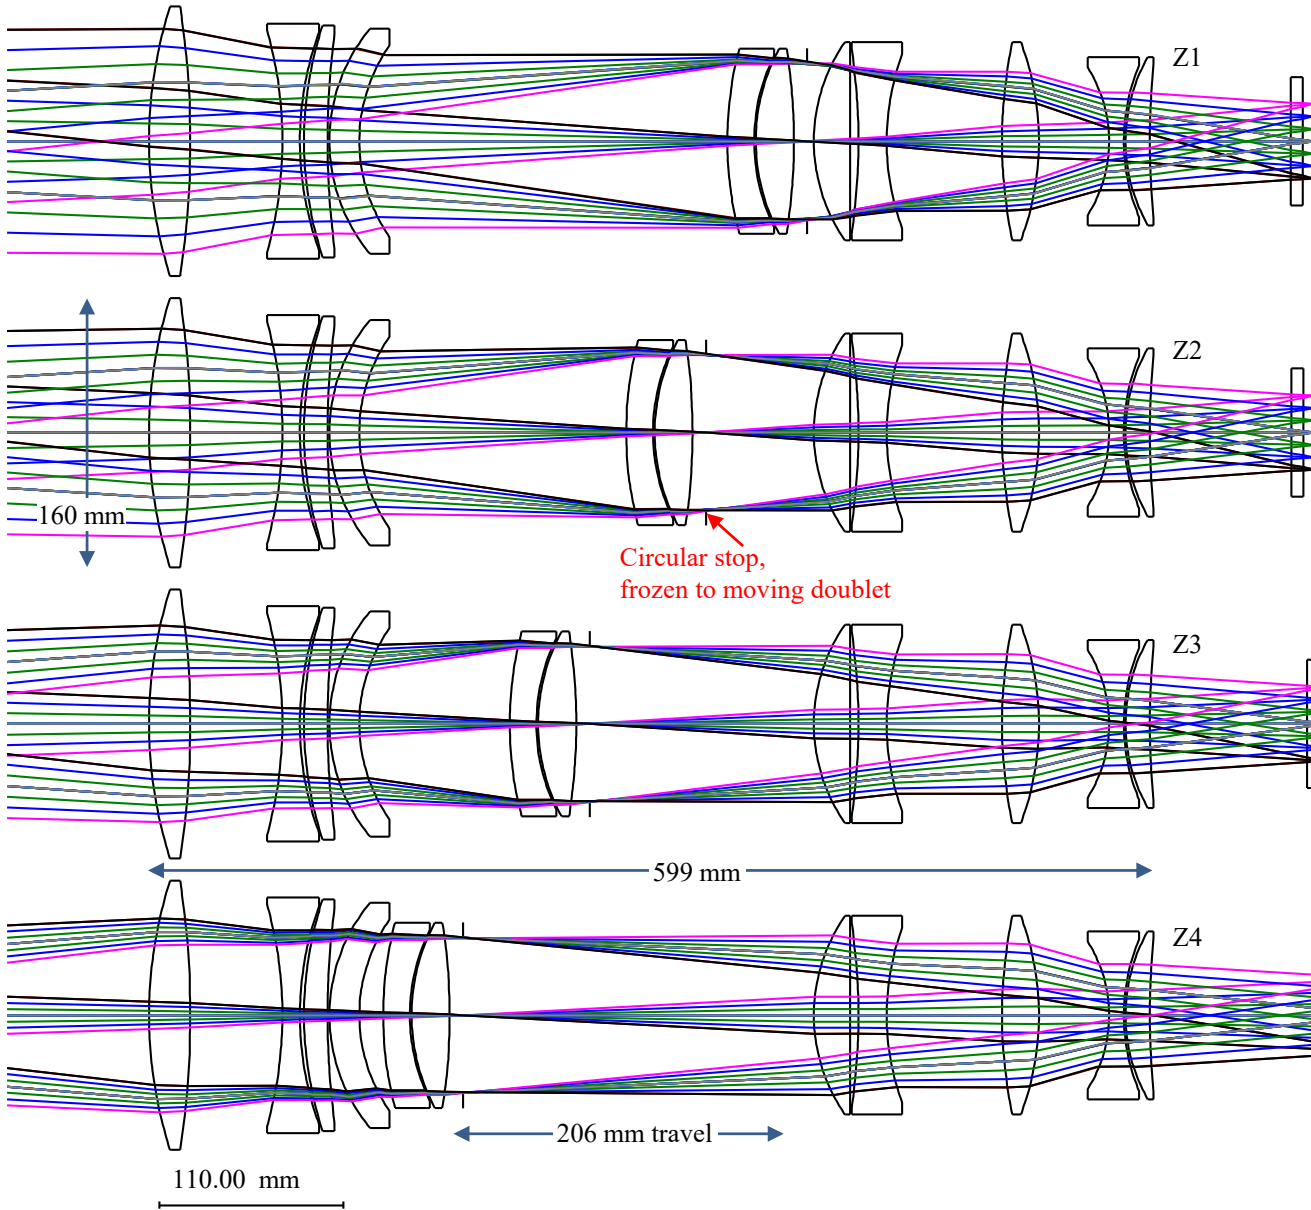 Z1
Z2
160 mm
Circular stop,
frozen to moving doublet
Z3
599 mm
Z4
206 mm travel
110.00 mm